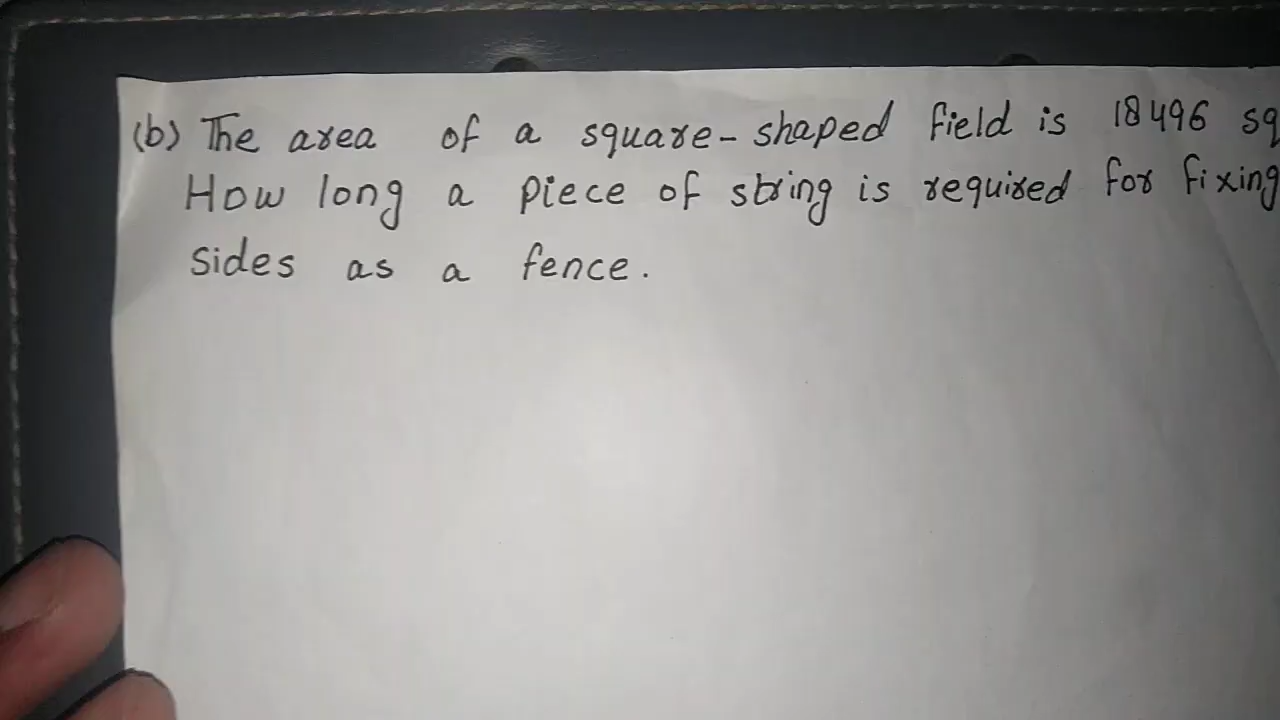 (b) The area of a square-shaped field is 18496 sq
How long a piece of string is required for fixing
sides as a fence.